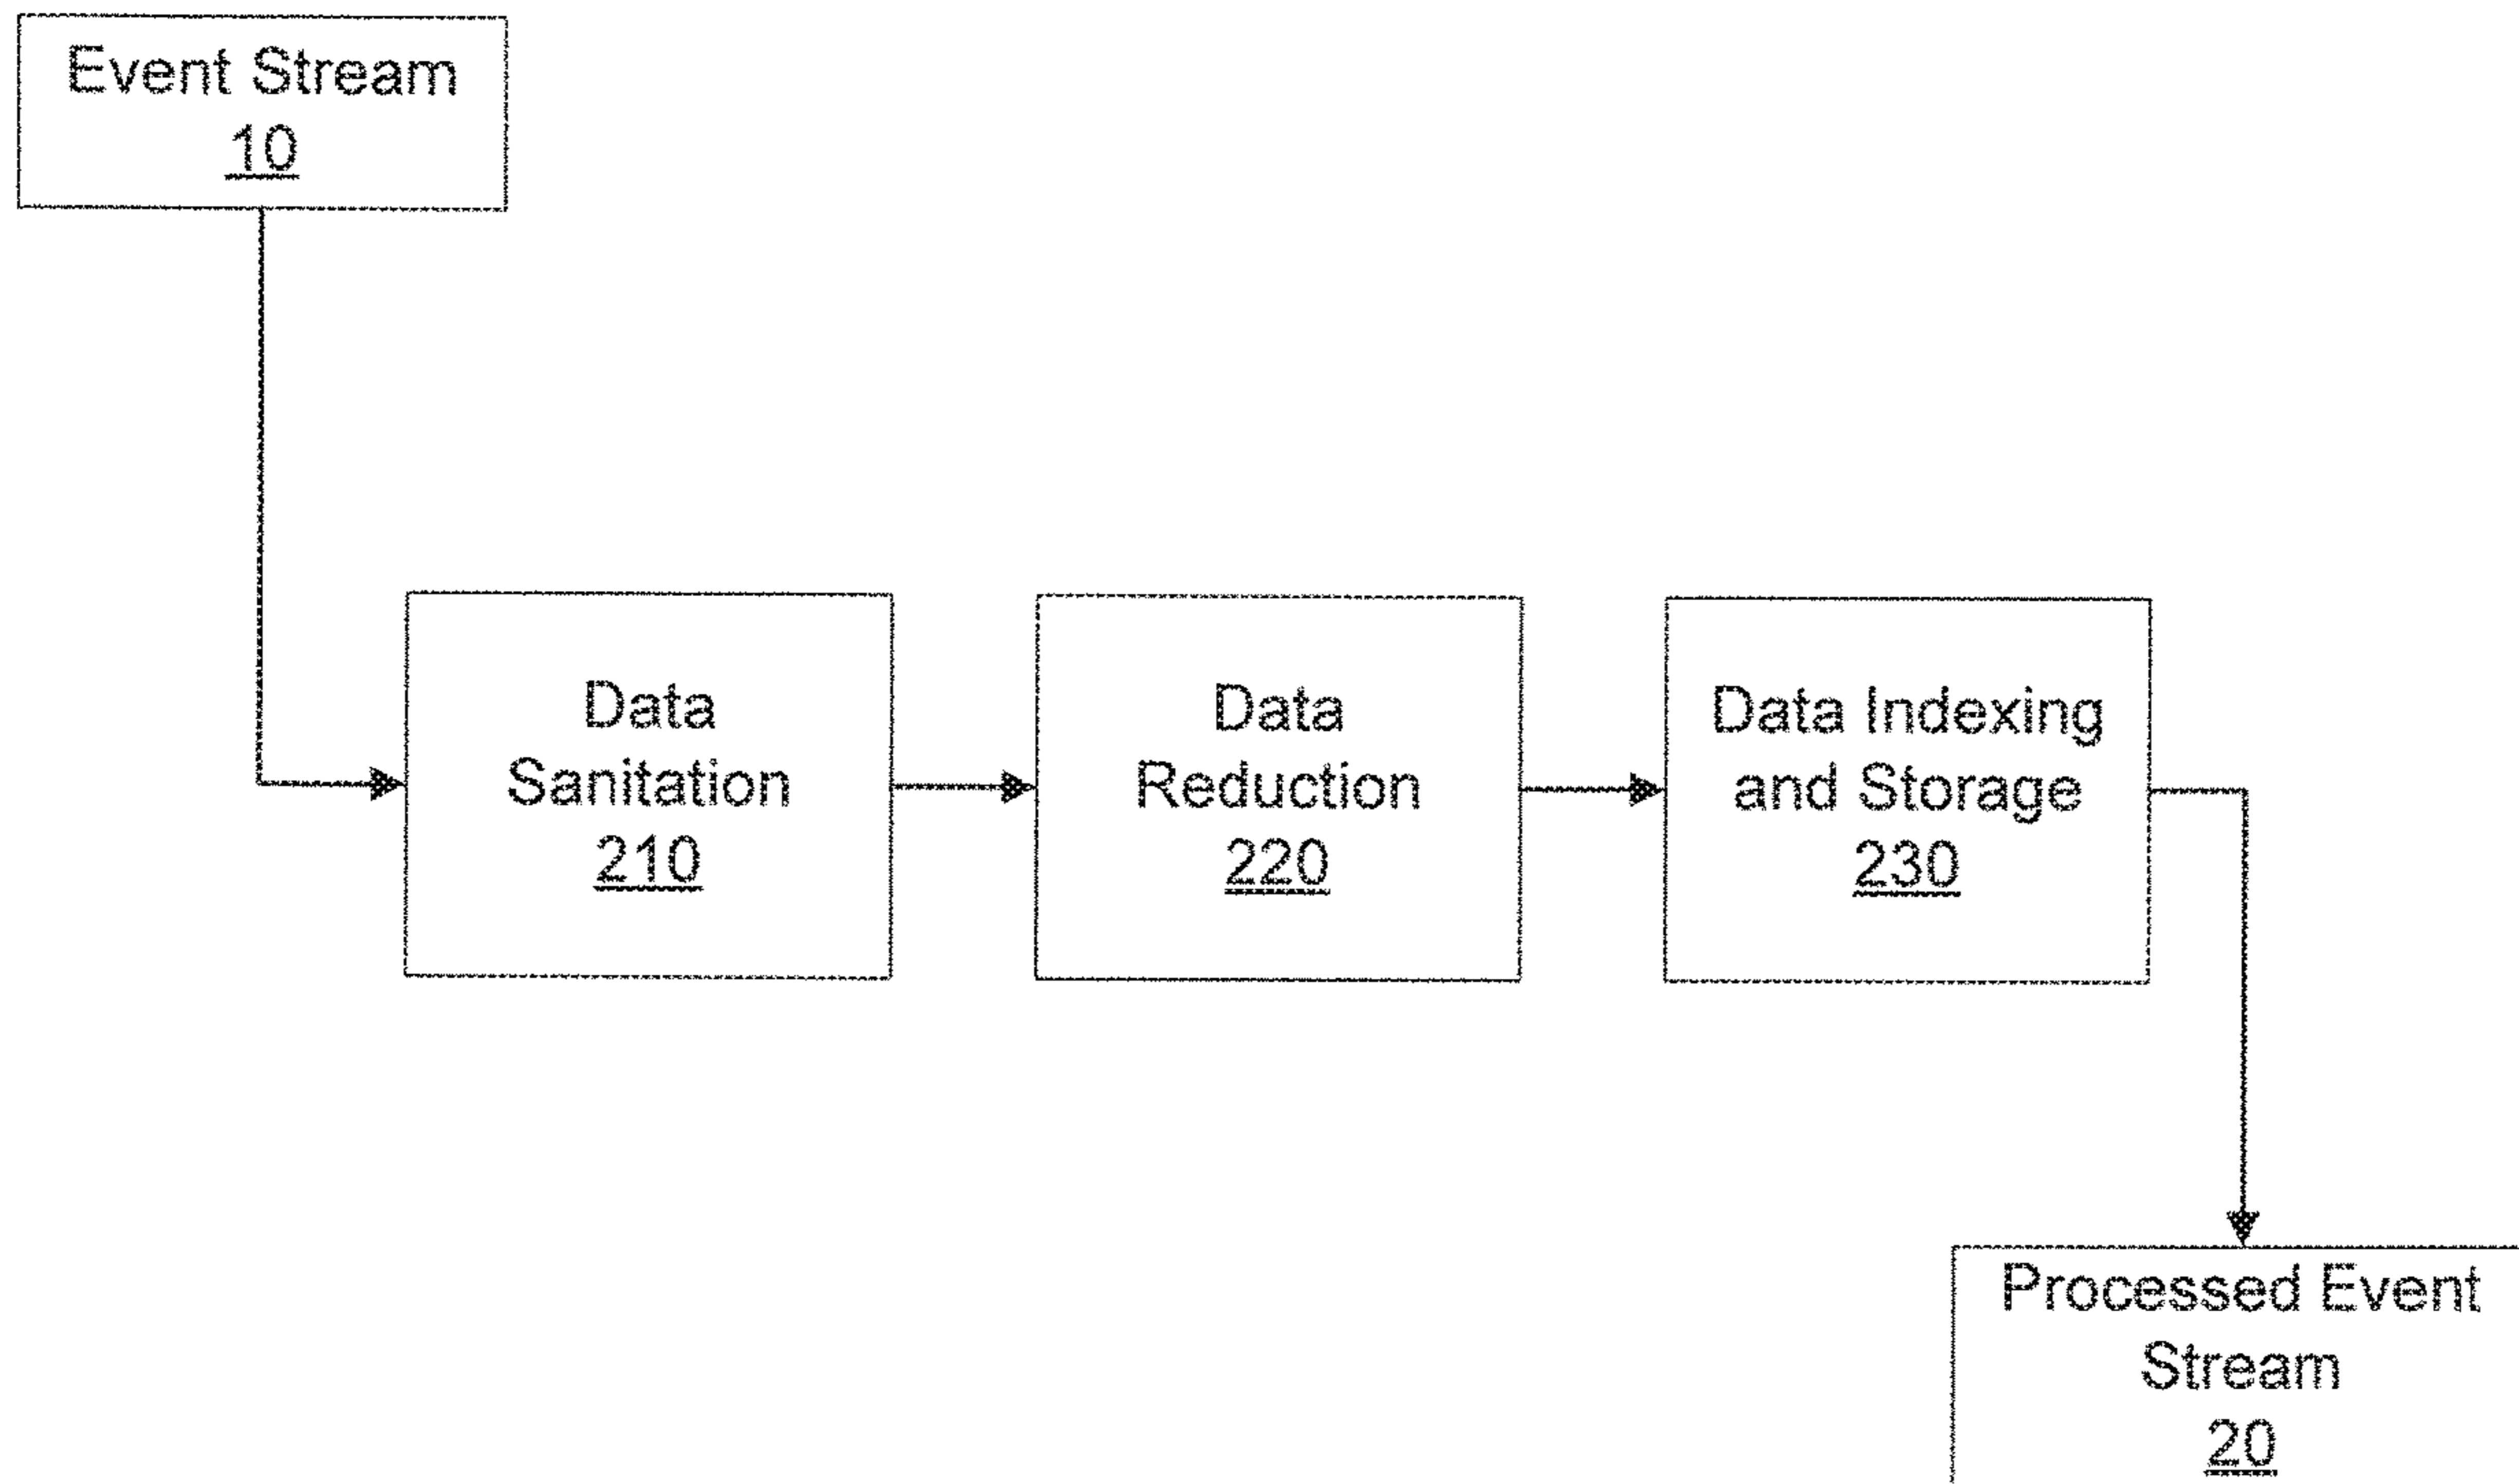 Event Stream
10
Data
Sanitation
210
Data
Reduction
220
Data Indexing
and Storage
230
Processed Event
Stream
20